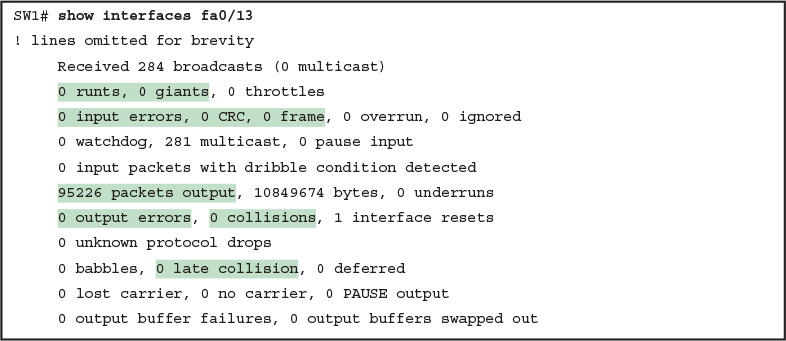 SW1# show interfaces fa0/13
! lines omitted for brevity
Received 284 broadcasts (0 multicast)
0 runts, 0 giants, 0 throttles
0 input errors, 0 CRC, 0 frame, 0 overrun, 0 ignored
0 watchdog, 281 multicast, 0 pause input
0 input packets with dribble condition detected
95226 packets output, 10849674 bytes, 0 underruns
0 output errors, 0 collisions, 1 interface resets
0 unknown protocol drops
0 babbles, 0 late collision, 0 deferred
0 lost carrier, 0 no carrier, 0 PAUSE output
0 output buffer failures, 0 output buffers swapped out